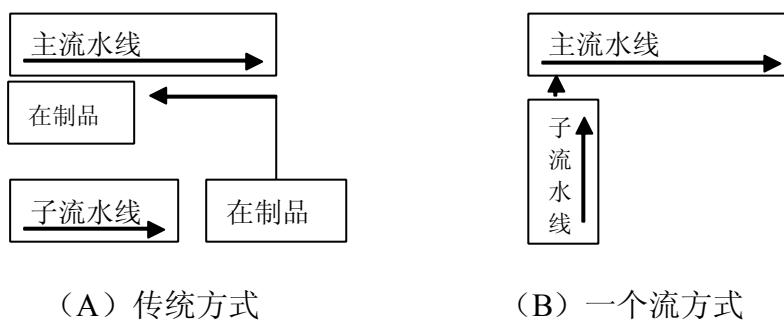 主流水线
在制品
子流水线
在制品
（A）传统方式
主流水线
子
流
水
线
（B）一个流方式